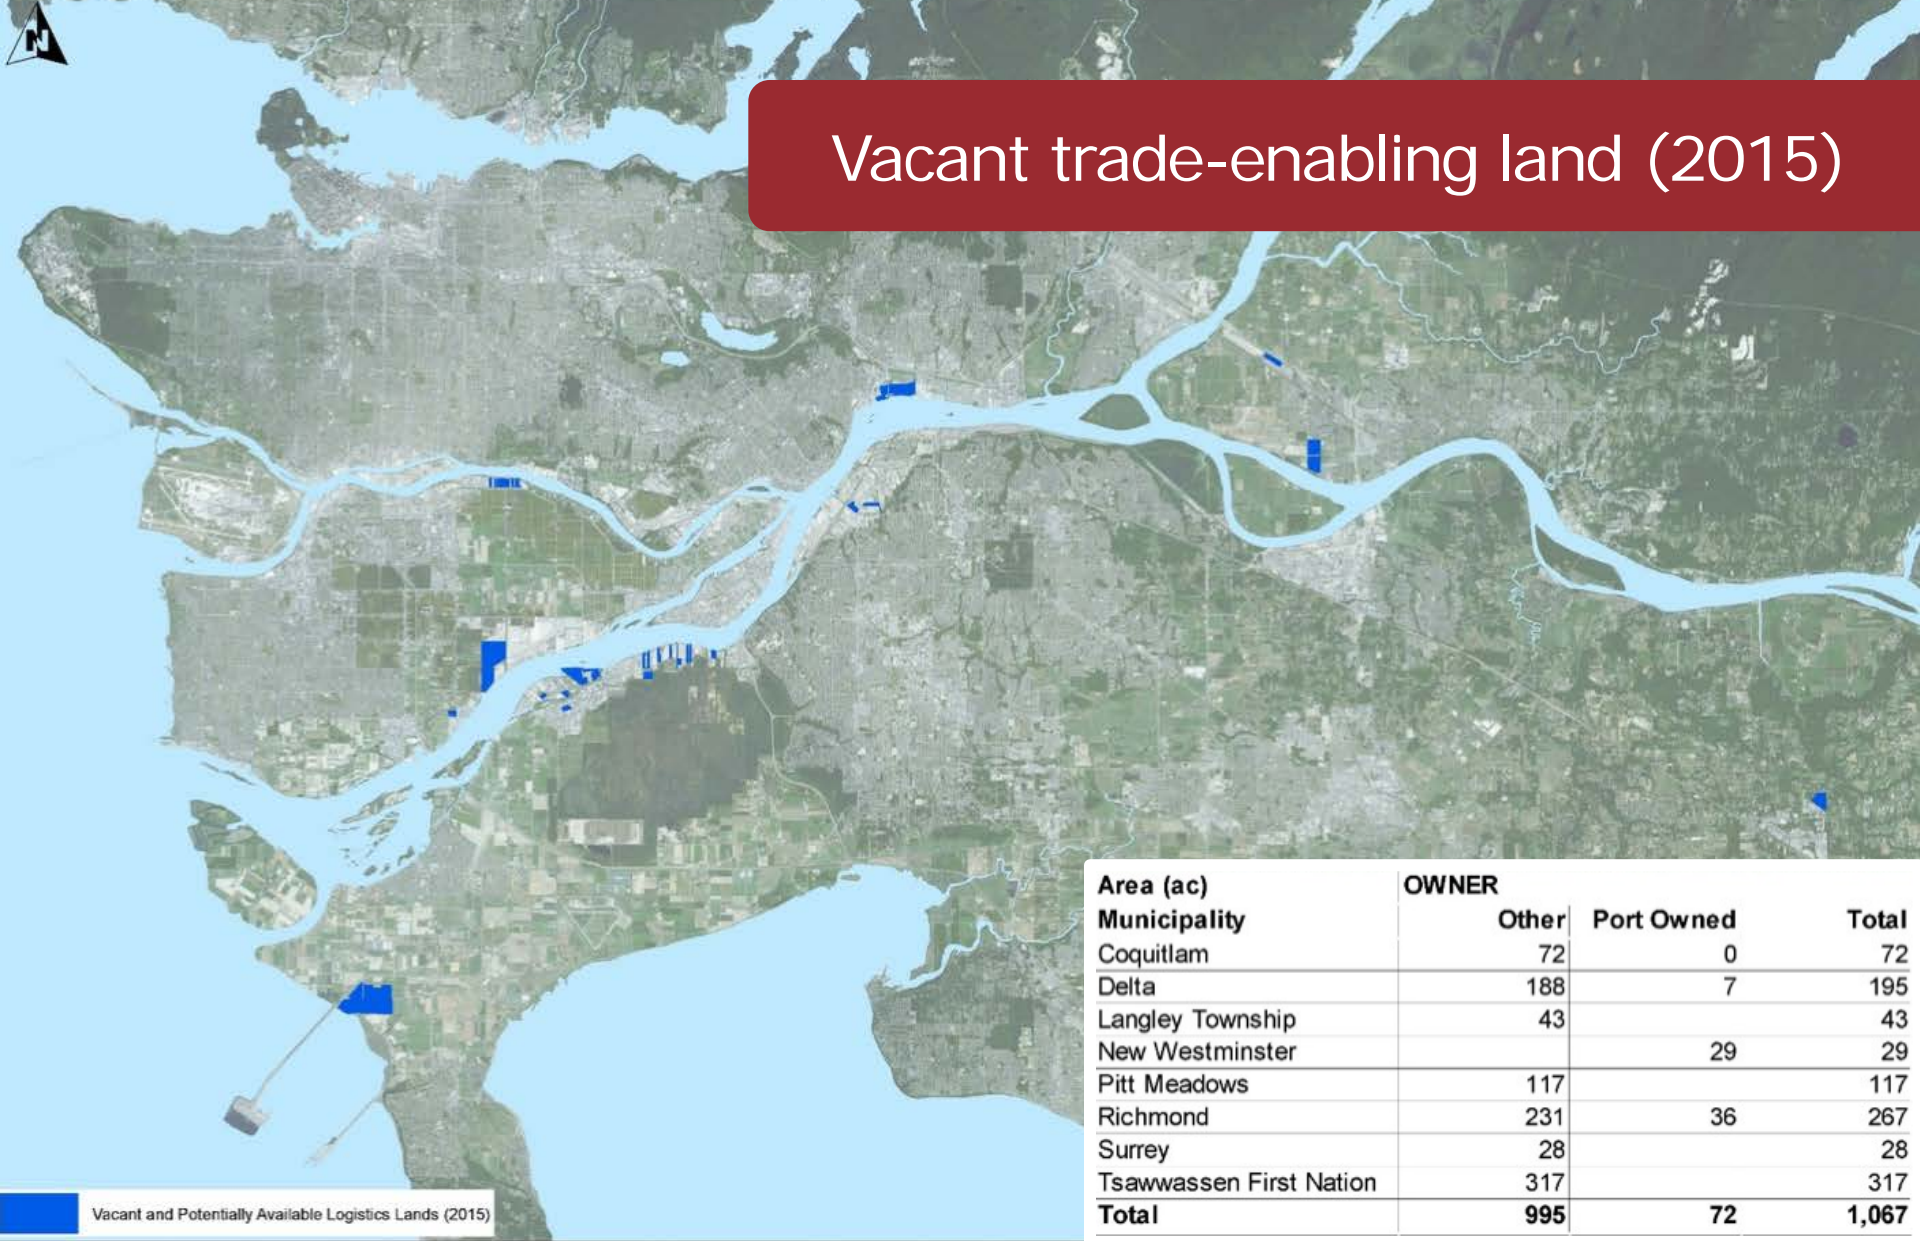 N
Vacant trade-enabling land (2015)
Area (ac) OWNER
Municipality Other Port Owned Total
Coquitlam 72 0 72
Delta 188 7 195
Langley Township 43 43
New Westminster 29 29
Pitt Meadows 117 117
Richmond 231 36 267
Surrey 28 28
Tsawwassen First Nation 317 317
Total 995 72 1,067
Vacant and Potentially Available Logistics Lands (2015)